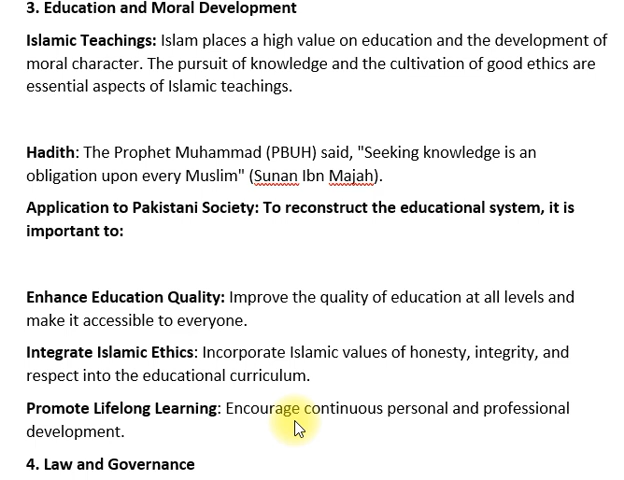 3. Education and Moral Development
Islamic Teachings: Islam places a high value on education and the development of
moral character. The pursuit of knowledge and the cultivation of good ethics are
essential aspects of Islamic teachings.
Hadith: The Prophet Muhammad (PBUH) said, "Seeking knowledge is an
obligation upon every Muslim" (Sunan Ibn Majah).
Application to Pakistani Society: To reconstruct the educational system, it is
important to:
Enhance Education Quality: Improve the quality of education at all levels and
make it accessible to everyone.
Integrate Islamic Ethics: Incorporate Islamic values of honesty, integrity, and
respect into the educational curriculum.
Promote Lifelong Learning: Encourage continuous personal and professional
development.
4. Law and Governance